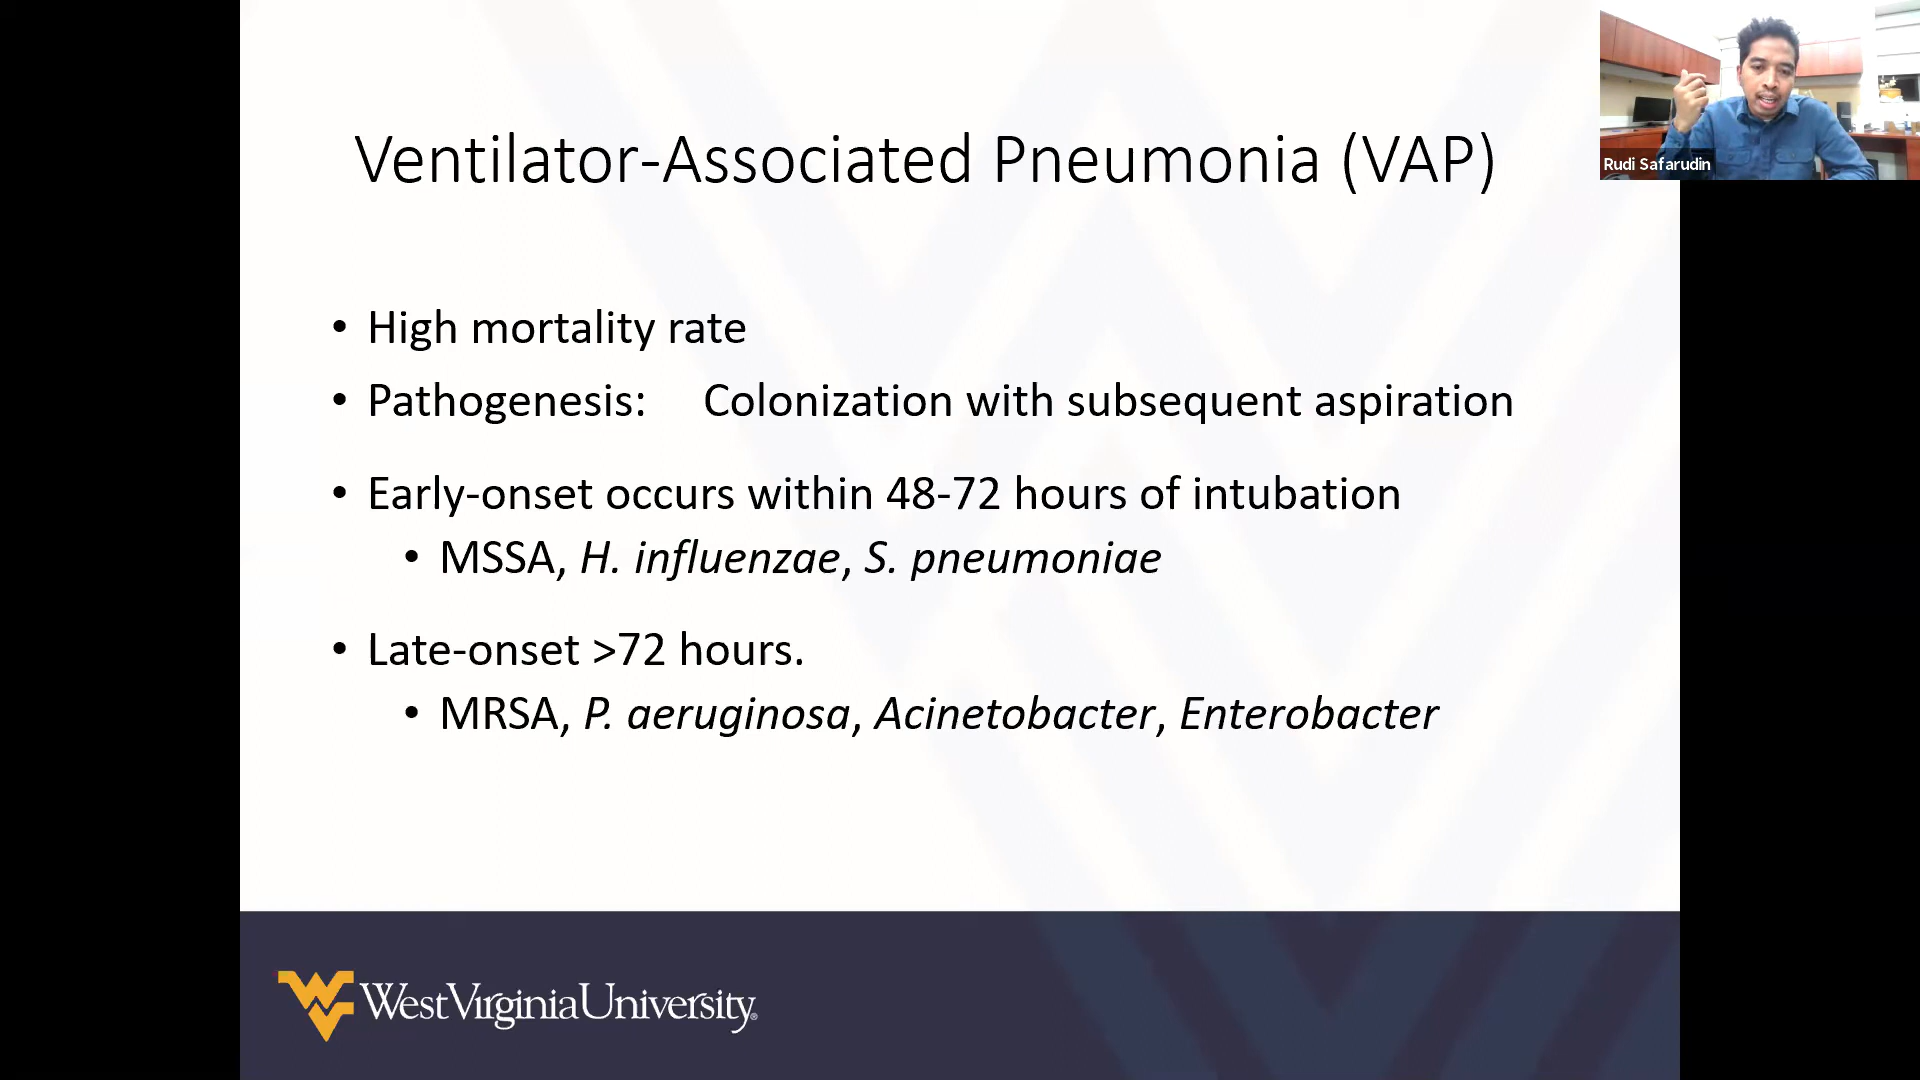 Ventilator-Associated Pneumonia (VAP)
Rudi Safarudin
• High mortality rate
• Pathogenesis: Colonization with subsequent aspiration
• Early-onset occurs within 48-72 hours of intubation
• MSSA, H. influenzae, S. pneumoniae
• Late-onset >72 hours.
• MRSA, P. aeruginosa, Acinetobacter, Enterobacter
West Virginia University®